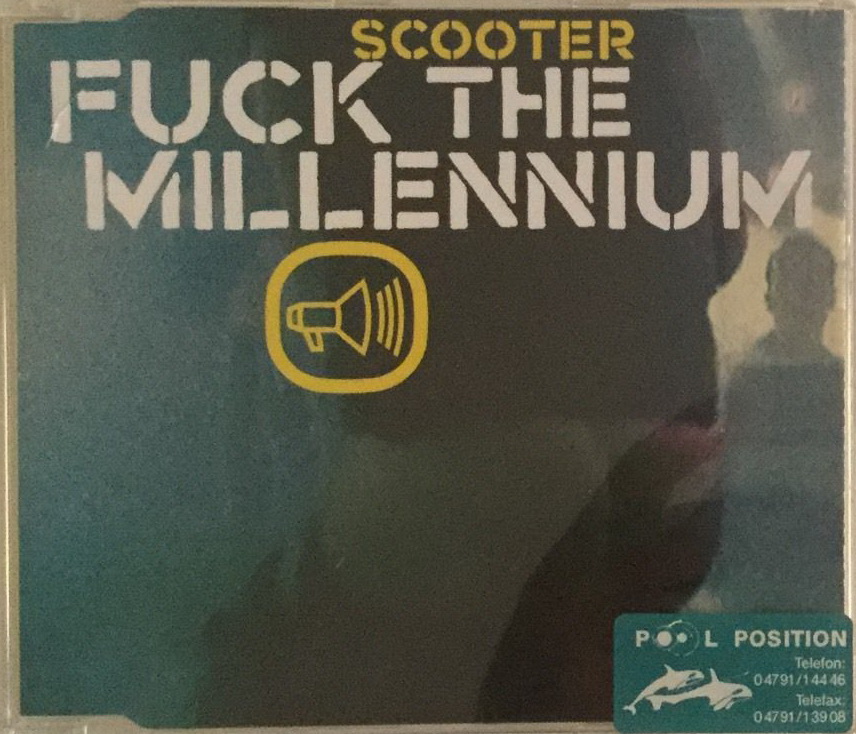 SCOOTER
FUCK THE
MILLENNIUM
POOL POSITION
Telefon:
04791/14446
Telefax:
04791/13908